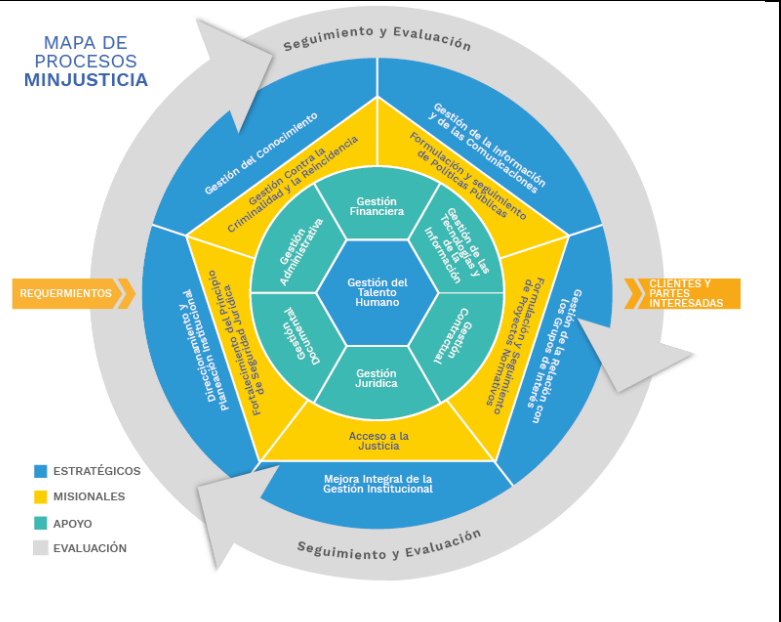 MAPA DE
PROCESOS
MINJUSTICIA
Seguimiento y Evaluación
Gestión del Conocimiento
Gestión de la Información
y de las Comunicaciones
Gestión Contra la
Criminalidad y la Reincidencia
Formulación y seguimiento
de Políticas Públicas
Gestión
Financiera
Gestión
Administrativa
Gestión de las
Tecnologías y
de la
Información
Gestión del
Talento
Humano
REQUERMIENTOS
CLIENTES Y
PARTES
INTERESADAS
Direccionamiento y
Planeación Institucional
Fortalecimiento del Principio
de Seguridad Jurídica
Formulación y Seguimiento
de Proyectos Normativos
Gestión de la Relación con
los Grupos de Interés
Gestión
Documental
Gestión
Contractual
Gestión
Jurídica
Acceso a la
Justicia
Mejora Integral de la
Gestión Institucional
ESTRATÉGICOS
MISIONALES
APOYO
EVALUACIÓN
Seguimiento y Evaluación